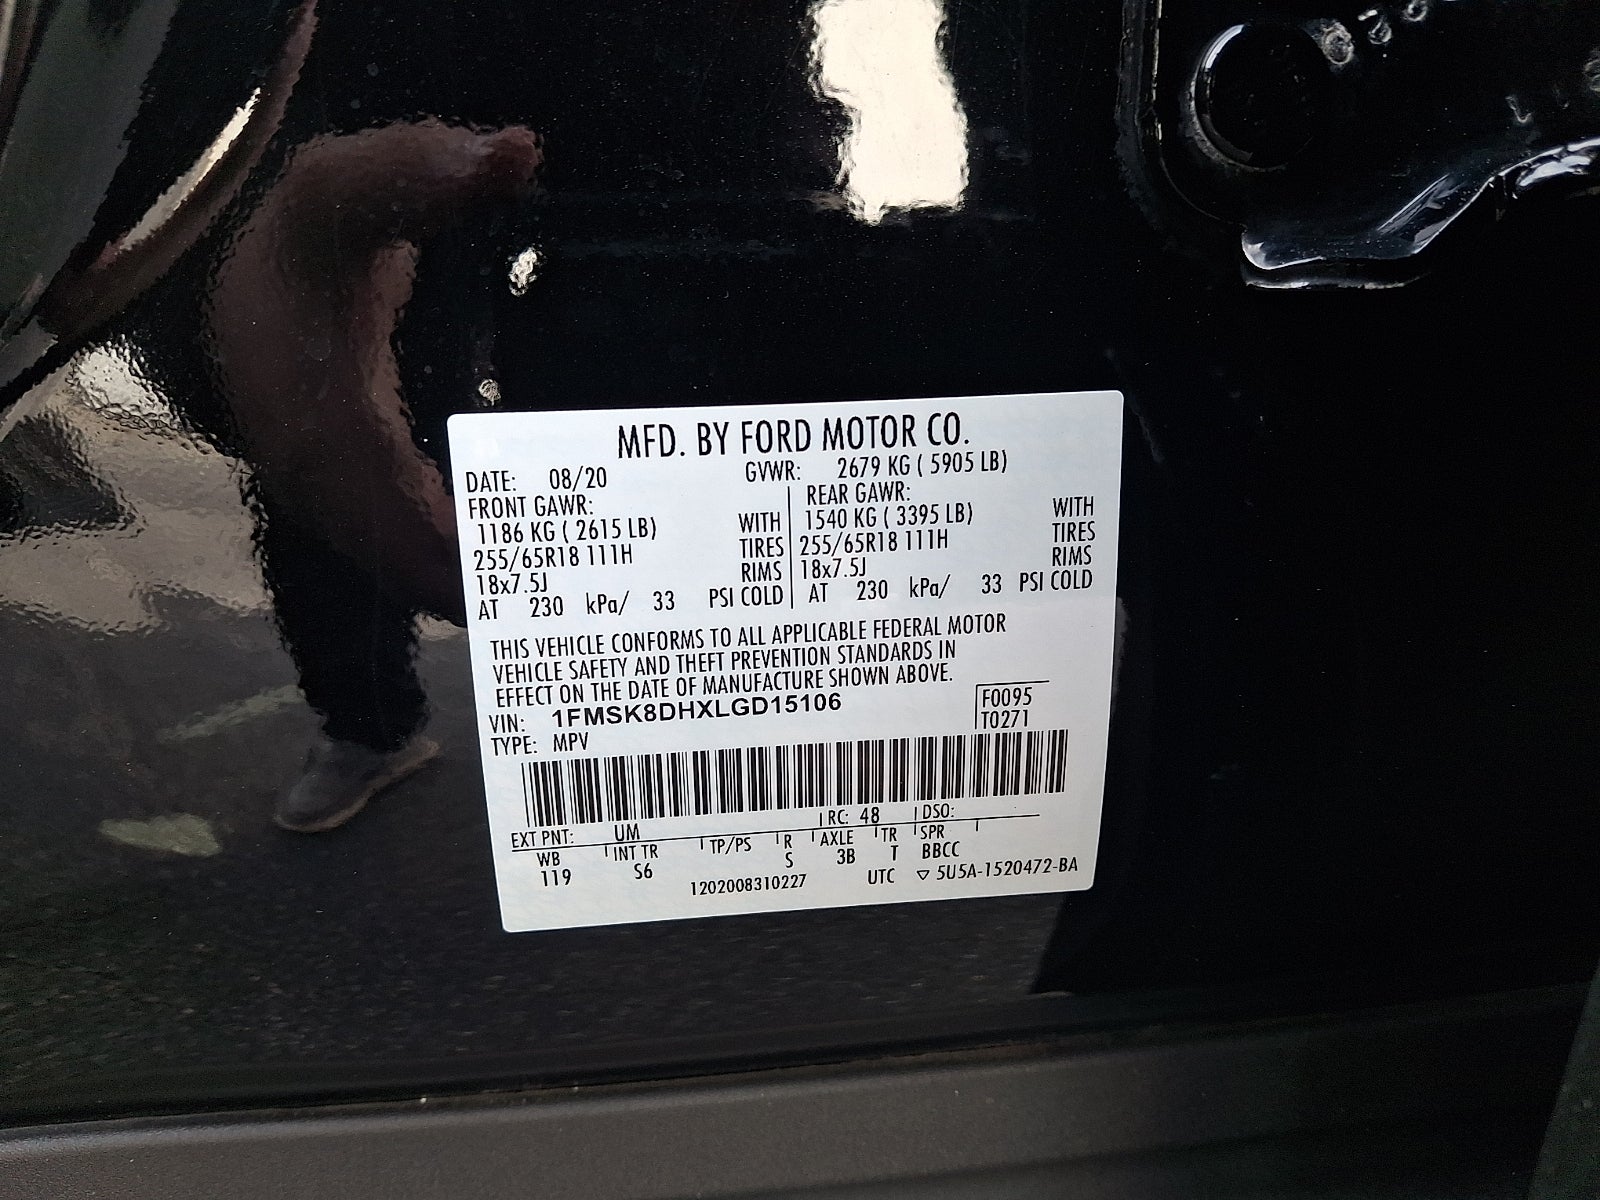 MFD. BY FORD MOTOR CO.
DATE: 08/20 GVWR: 2679 KG ( 5905 LB)
FRONT GAWR: REAR GAWR:
1186 KG ( 2615 LB) WITH 1540 KG ( 3395 LB) WITH
255/65R18 111H TIRES 255/65R18 111H TIRES
18x7.5J RIMS 18x7.5J RIMS
AT 230 kPa/ 33 PSI COLD AT 230 kPa/ 33 PSI COLD
THIS VEHICLE CONFORMS TO ALL APPLICABLE FEDERAL MOTOR
VEHICLE SAFETY AND THEFT PREVENTION STANDARDS IN
EFFECT ON THE DATE OF MANUFACTURE SHOWN ABOVE.
VIN: 1FMSK8DHXLGD15106 F0095
TYPE: MPV T0271
EXT PNT: UM RC: 48 DSO:
WB INT TR TP/PS R AXLE TR SPR
119 S6 S 3B T BBCC
1202008310227 UTC ▽ 5U5A-1520472-BA